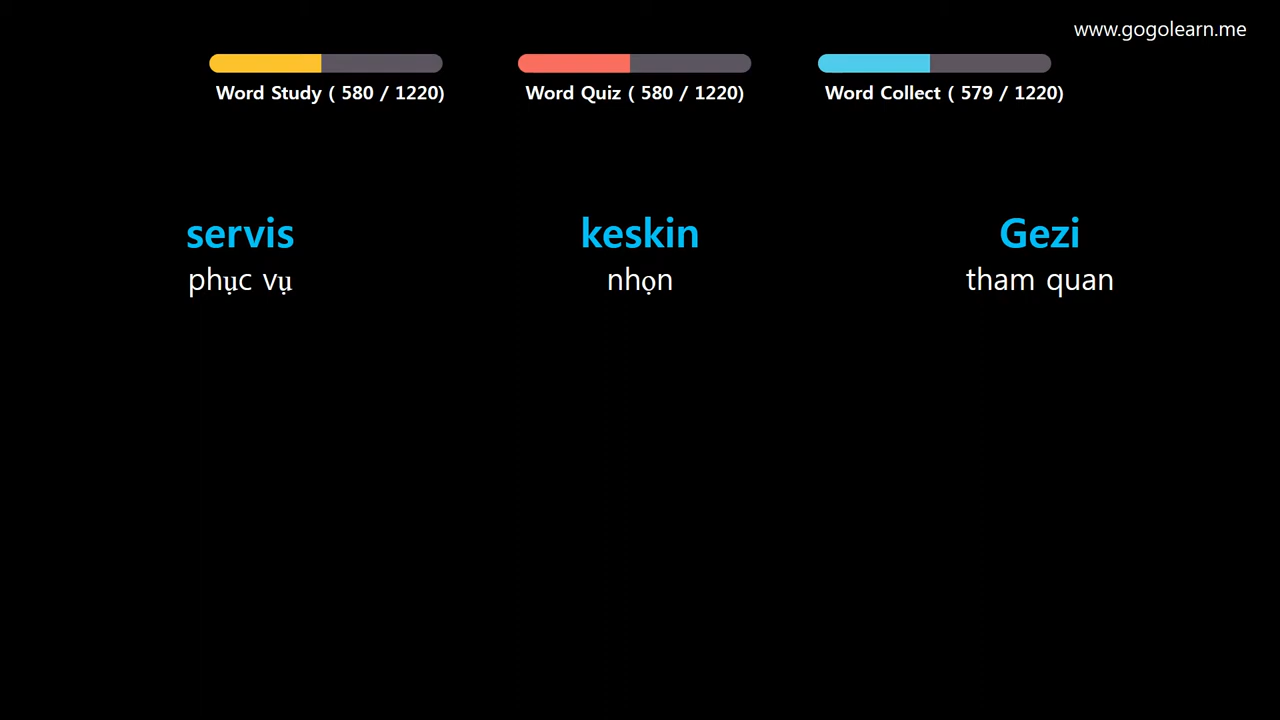 www.gogolearn.me
Word Study ( 580 / 1220)
Word Quiz ( 580 / 1220)
Word Collect ( 579 / 1220)
servis
phục vụ
keskin
nhọn
Gezi
tham quan